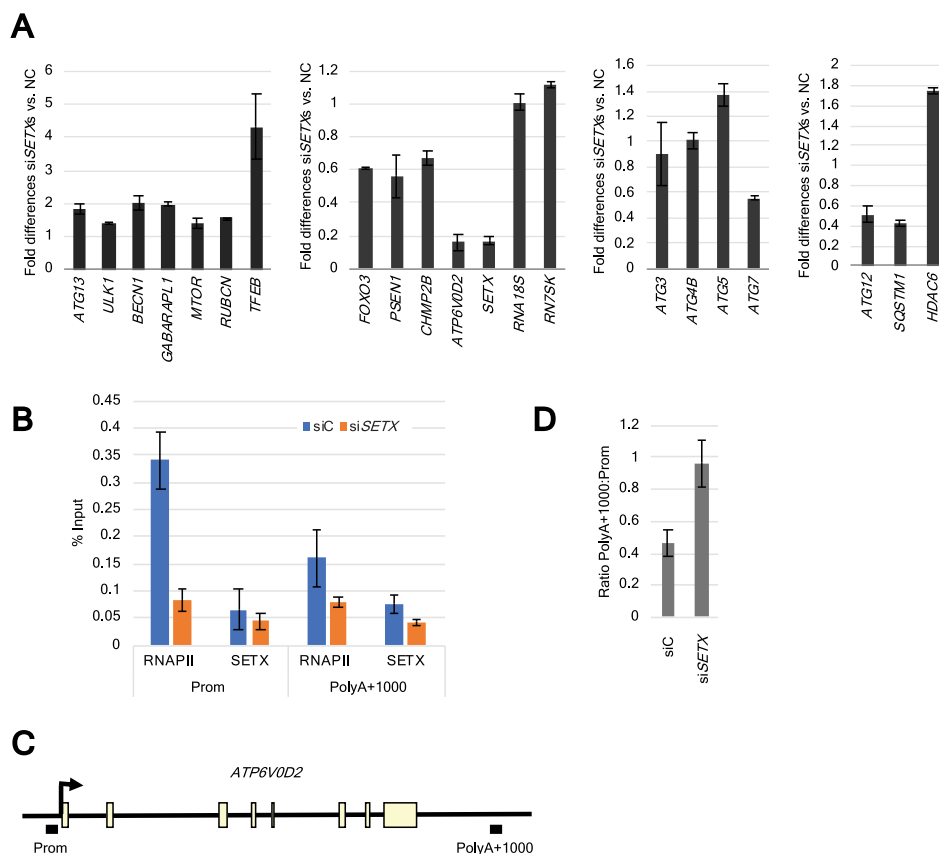 A
Fold differences siSETXs vs. NC
6
5
4
3
2
1
0
ATG13
ULK1
BECN1
GABARAPL1
MTOR
RUBCN
TFEB
Fold differences siSETXs vs. NC
1.2
1
0.8
0.6
0.4
0.2
0
FOXO3
PSEN1
CHMP2B
ATP6V0D2
SETX
RNA18S
RN7SK
Fold differences siSETXs vs. NC
1.6
1.4
1.2
1
0.8
0.6
0.4
0.2
0
ATG3
ATG4B
ATG5
ATG7
Fold differences siSETXs vs. NC
2
1.8
1.6
1.4
1.2
1
0.8
0.6
0.4
0.2
0
ATG12
SQSTM1
HDAC6
B
% Input
0.45
0.4
0.35
0.3
0.25
0.2
0.15
0.1
0.05
0
siC siSETX
RNAPII SETX RNAPII SETX
Prom PolyA+1000
D
Ratio PolyA+1000:Prom
1.2
1
0.8
0.6
0.4
0.2
0
siC
siSETX
C
ATP6V0D2
Prom PolyA+1000